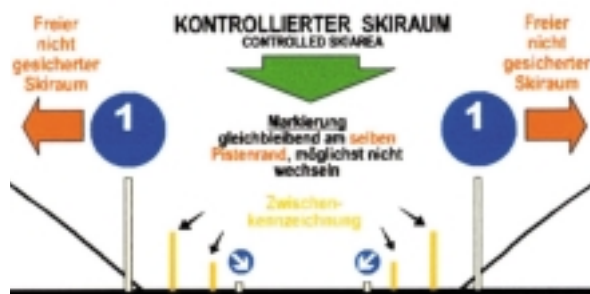 Freier
nicht
gesicherter
Skiraum
KONTROLLIERTER SKIRAUM
CONTROLLED SKIAREA
Freier
nicht
gesicherter
Skiraum
1
1
Markierung
gleichbleibend am selben
Pistenrand, möglichst nicht
wechseln
Zwischen-
kennzeichnung